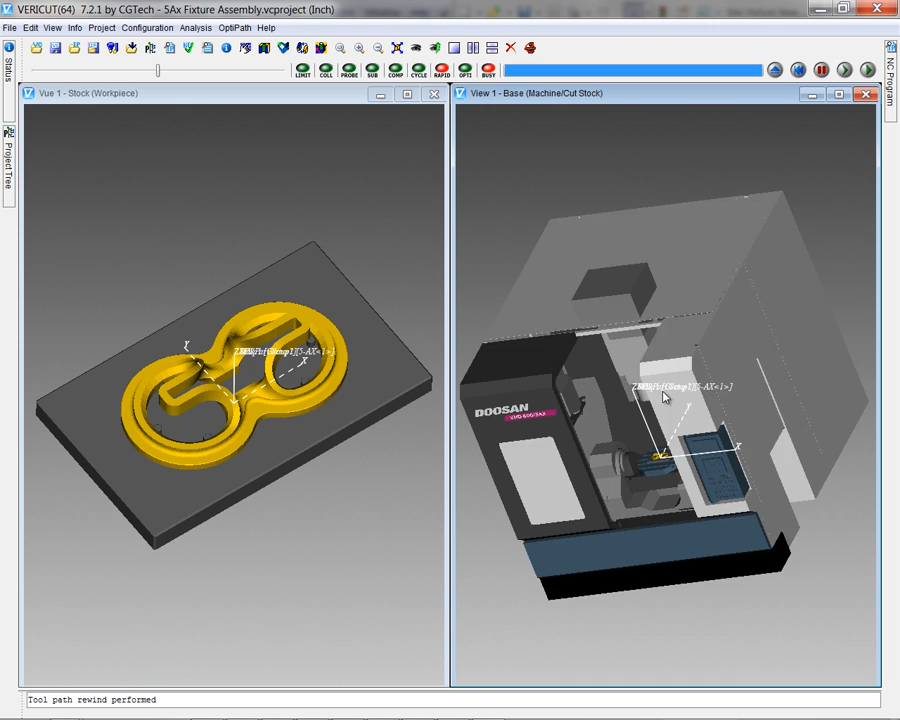 VERICUT(64) 7.2.1 by CGTech - 5Ax Fixture Assembly.vcproject (Inch)
File Edit View Info Project Configuration Analysis OptiPath Help
LIMIT COLL PROBE SUB COMP CYCLE RAPID OPTI BUSY
Status
Project Tree
NC Program
Vue 1 - Stock (Workpiece)
View 1 - Base (Machine/Cut Stock)
Y
X
DOOSAN
Y
X
Tool path rewind performed